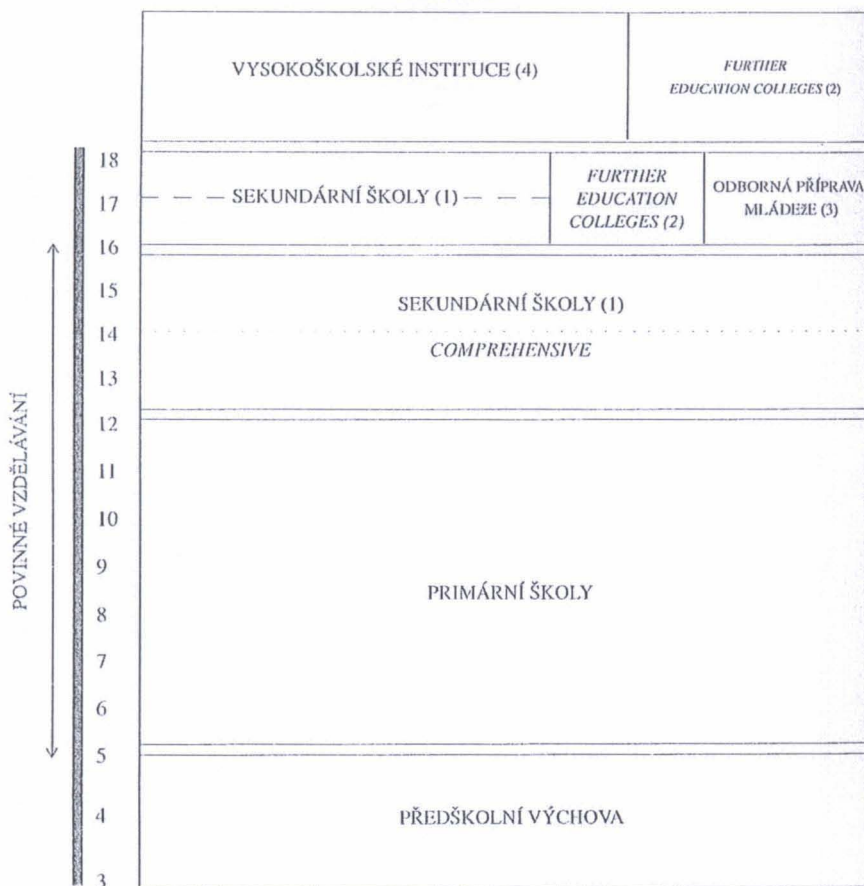 VYSOKOŠKOLSKÉ INSTITUCE (4)
FURTHER
EDUCATION COLLEGES (2)
18
17
16
SEKUNDÁRNÍ ŠKOLY (1)
FURTHER
EDUCATION
COLLEGES (2)
ODBORNÁ PŘÍPRAVA
MLÁDEŽE (3)
15
14
13
SEKUNDÁRNÍ ŠKOLY (1)
COMPREHENSIVE
POVINNÉ VZDĚLÁVÁNÍ
12
11
10
9
8
7
6
PRIMÁRNÍ ŠKOLY
5
4
3
PŘEDŠKOLNÍ VÝCHOVA